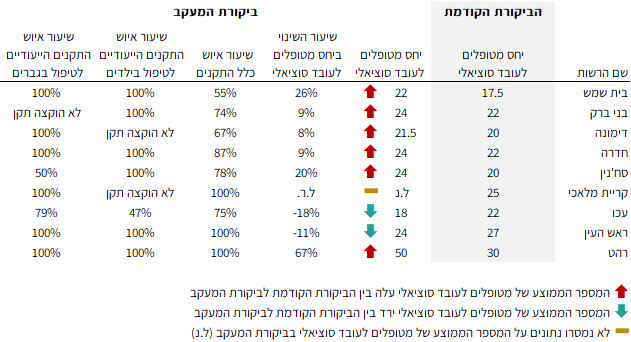 הביקורת הקודמת ביקורת המעקב
שם הרשות יחס מטופלים לעובד סוציאלי יחס מטופלים לעובד סוציאלי שיעור השינוי ביחס מטופלים לעובד סוציאלי שיעור איוש כלל התקנים שיעור איוש התקנים הייעודיים לטיפול בילדים שיעור איוש התקנים הייעודיים לטיפול בגברים
בית שמש 17.5 22 26% 55% 100% 100%
בני ברק 22 24 9% 74% 100% לא הוקצה תקן
דימונה 20 21.5 8% 67% לא הוקצה תקן 100%
חדרה 22 24 9% 87% 100% 100%
סח'נין 20 24 20% 78% 100% 50%
קריית מלאכי 25 ל.נ ל.ר. 100% לא הוקצה תקן 100%
עכו 22 18 -18% 75% 47% 79%
ראש העין 27 24 -11% 100% 100% 100%
רהט 30 50 67% 100% 100% 100%
המספר הממוצע של מטופלים לעובד סוציאלי עלה בין הביקורת הקודמת לביקורת המעקב
המספר הממוצע של מטופלים לעובד סוציאלי ירד בין הביקורת הקודמת לביקורת המעקב
לא נמסרו נתונים על המספר הממוצע של מטופלים לעובד סוציאלי בביקורת המעקב (ל.נ)